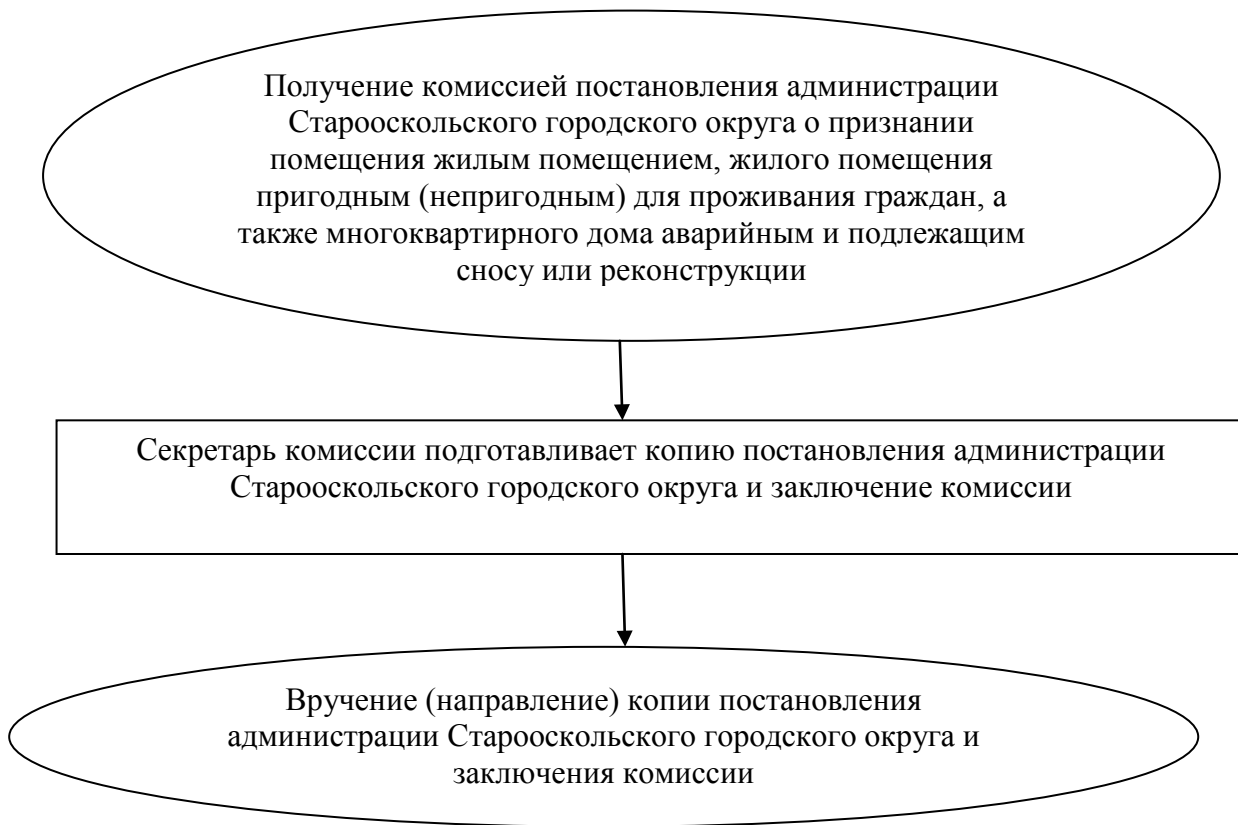 Получение комиссией постановления администрации
Старооскольского городского округа о признании
помещения жилым помещением, жилого помещения
пригодным (непригодным) для проживания граждан, а
также многоквартирного дома аварийным и подлежащим
сносу или реконструкции
Секретарь комиссии подготавливает копию постановления администрации
Старооскольского городского округа и заключение комиссии
Вручение (направление) копии постановления
администрации Старооскольского городского округа и
заключения комиссии